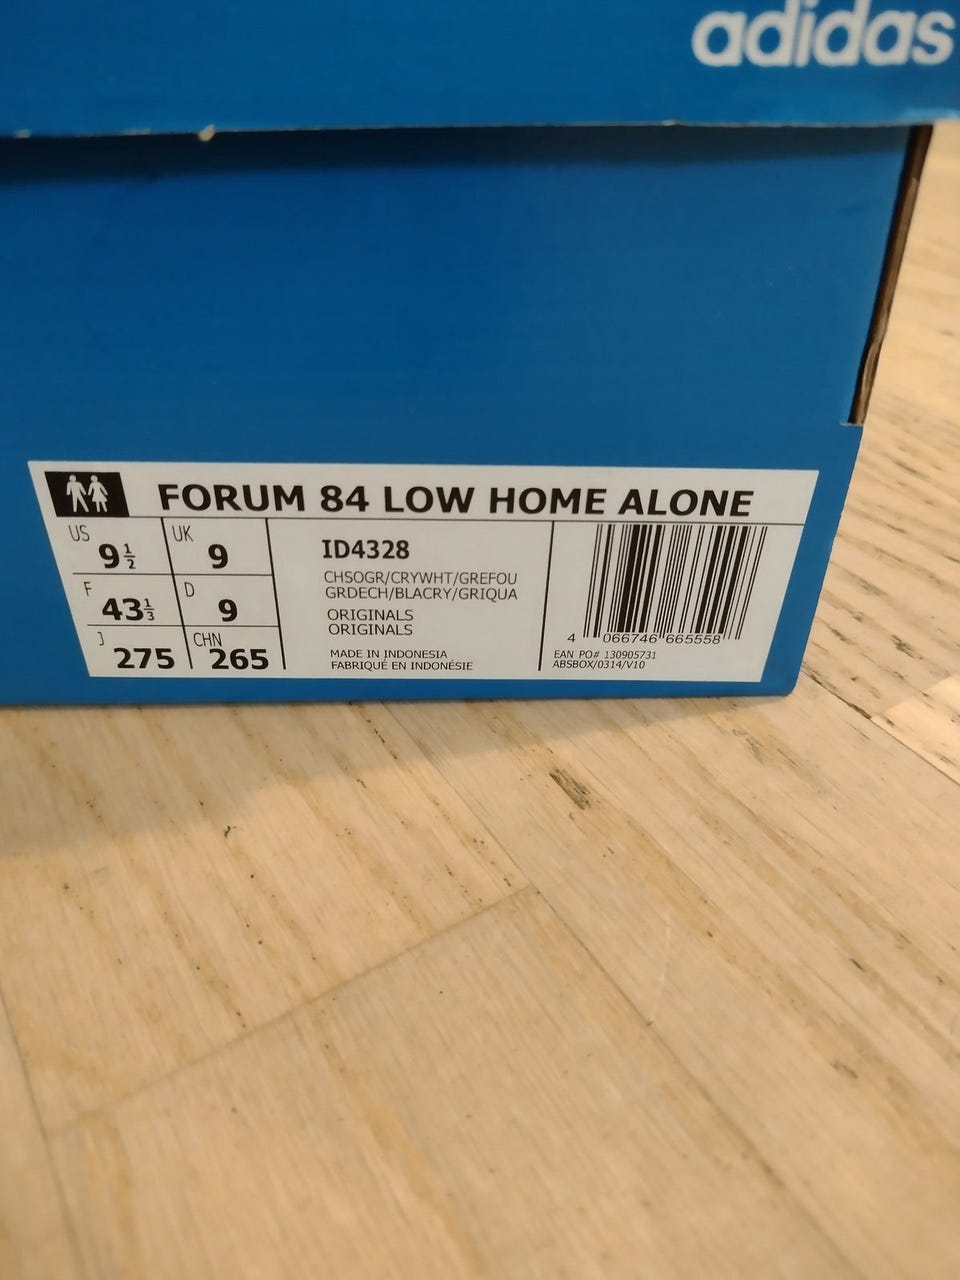 adidas
FORUM 84 LOW HOME ALONE
US 9½ UK 9
F 43⅓ D 9
J 275 CHN 265
ID4328
CHSOGR/CRYWHT/GREFOU
GRDECH/BLACRY/GRIQUA
ORIGINALS
ORIGINALS
MADE IN INDONESIA
FABRIQUÉ EN INDONÉSIE
4 066746 665558
EAN PO# 130905731
ABSBOX/0314/V10